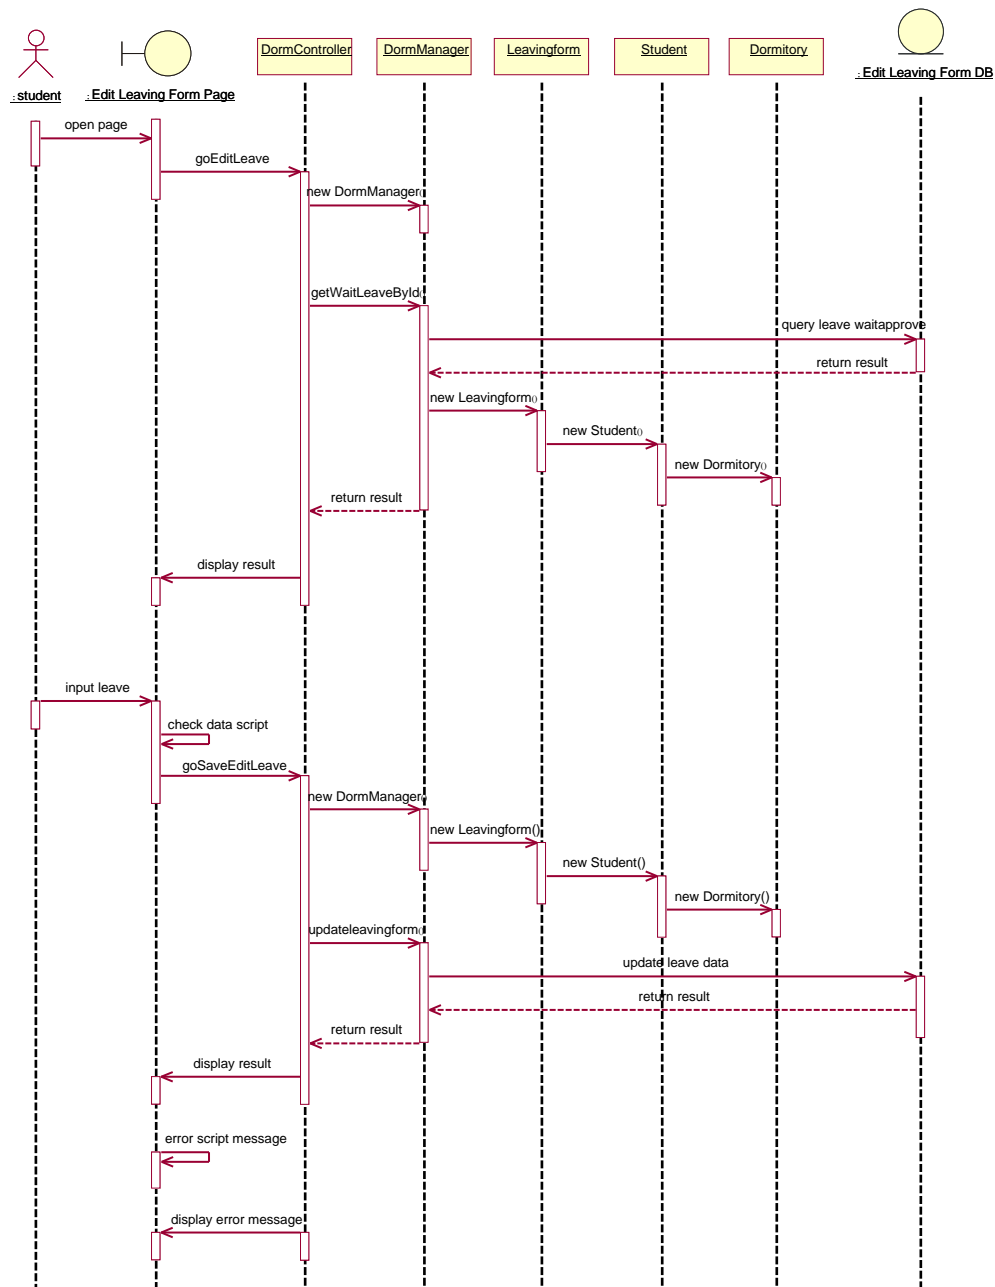 DormController
DormManager
Leavingform
Student
Dormitory
: student
: Edit Leaving Form Page
: Edit Leaving Form DB
open page
goEditLeave
new DormManager()
getWaitLeaveById()
query leave waitapprove
return result
new Leavingform()
new Student()
new Dormitory()
return result
display result
input leave
check data script
goSaveEditLeave
new DormManager()
new Leavingform()
new Student()
new Dormitory()
updateleavingform()
update leave data
return result
return result
display result
error script message
display error message